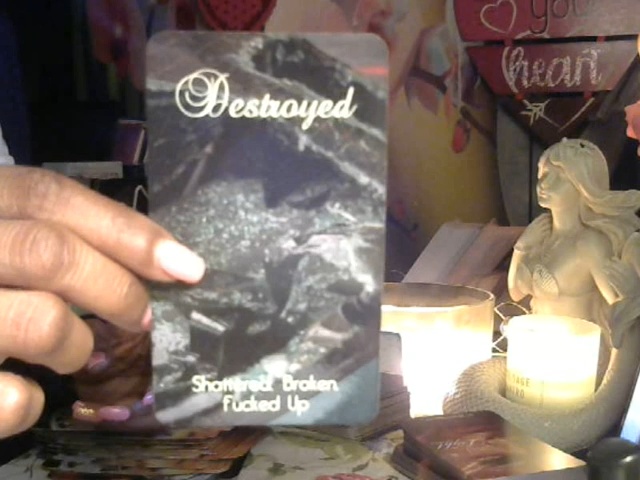 Destroyed
Shattered Broken
Fucked Up
you
heart